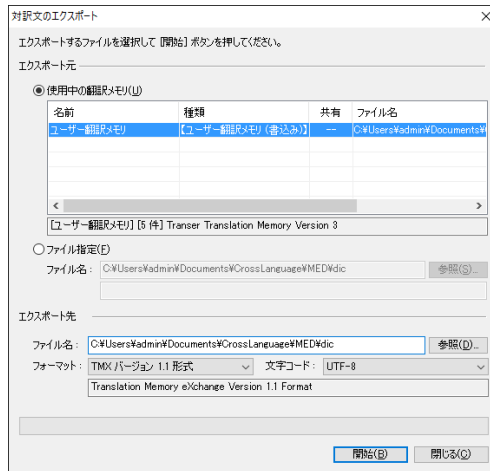 対訳文のエクスポート
エクスポートするファイルを選択して [開始] ボタンを押してください。
エクスポート元
使用中の翻訳メモリ(U)
名前 種類 共有 ファイル名
ユーザー翻訳メモリ 【ユーザー翻訳メモリ (書込み)】 -- C:¥Users¥admin¥Documents¥
[ユーザー翻訳メモリ] [5 件] Transer Translation Memory Version 3
ファイル指定(F)
ファイル名: C:¥Users¥admin¥Documents¥CrossLanguage¥MED¥dic 参照(S)...
エクスポート先
ファイル名: C:¥Users¥admin¥Documents¥CrossLanguage¥MED¥dic 参照(D)...
フォーマット: TMX バージョン 1.1 形式 文字コード: UTF-8
Translation Memory eXchange Version 1.1 Format
開始(B) 閉じる(C)